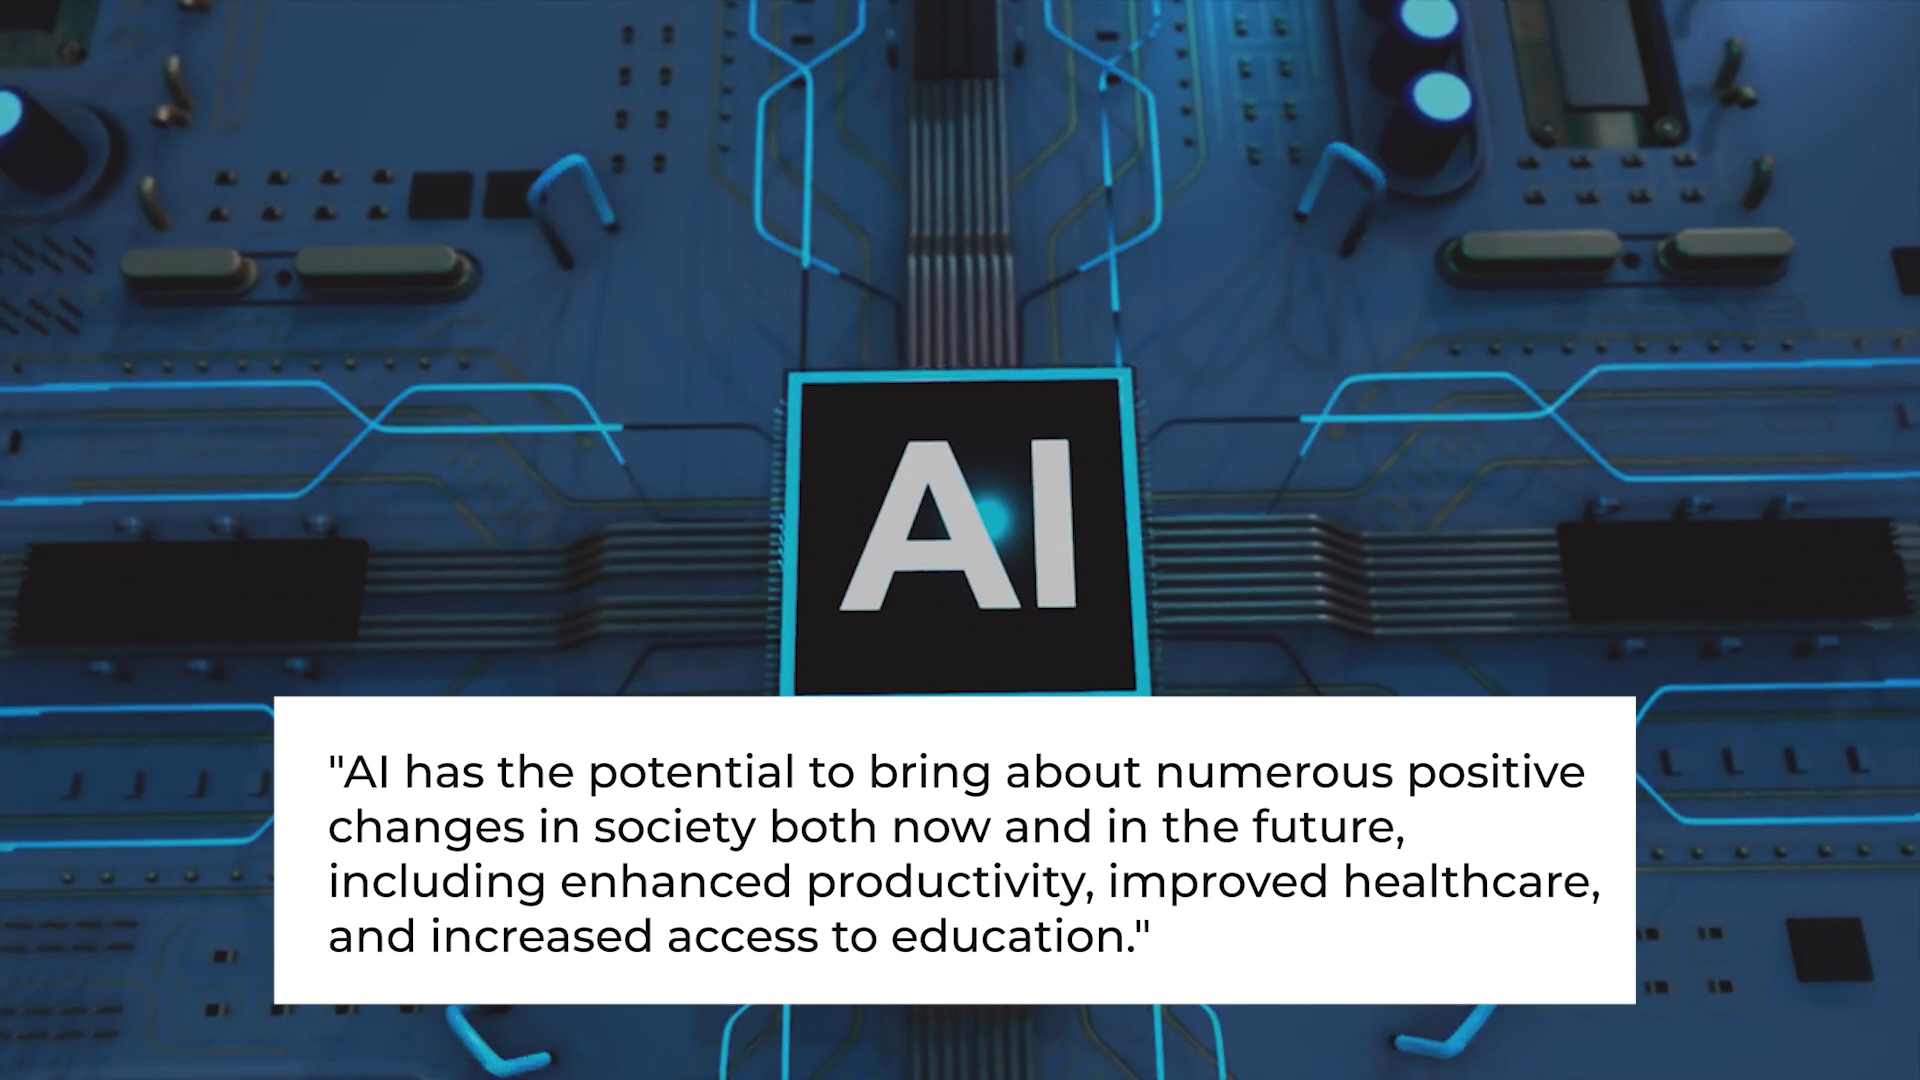 AI
"AI has the potential to bring about numerous positive
changes in society both now and in the future,
including enhanced productivity, improved healthcare,
and increased access to education."